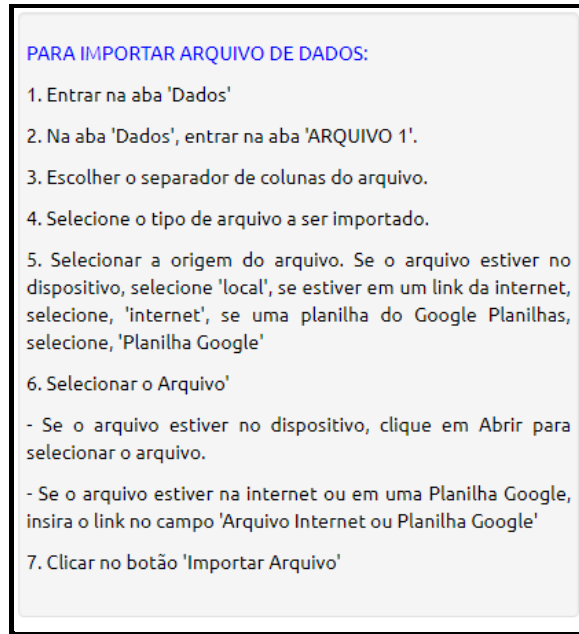 PARA IMPORTAR ARQUIVO DE DADOS:
1. Entrar na aba 'Dados'
2. Na aba 'Dados', entrar na aba 'ARQUIVO 1'.
3. Escolher o separador de colunas do arquivo.
4. Selecione o tipo de arquivo a ser importado.
5. Selecionar a origem do arquivo. Se o arquivo estiver no
dispositivo, selecione 'local', se estiver em um link da internet,
selecione, 'internet', se uma planilha do Google Planilhas,
selecione, 'Planilha Google'
6. Selecionar o Arquivo'
- Se o arquivo estiver no dispositivo, clique em Abrir para
selecionar o arquivo.
- Se o arquivo estiver na internet ou em uma Planilha Google,
insira o link no campo 'Arquivo Internet ou Planilha Google'
7. Clicar no botão 'Importar Arquivo'